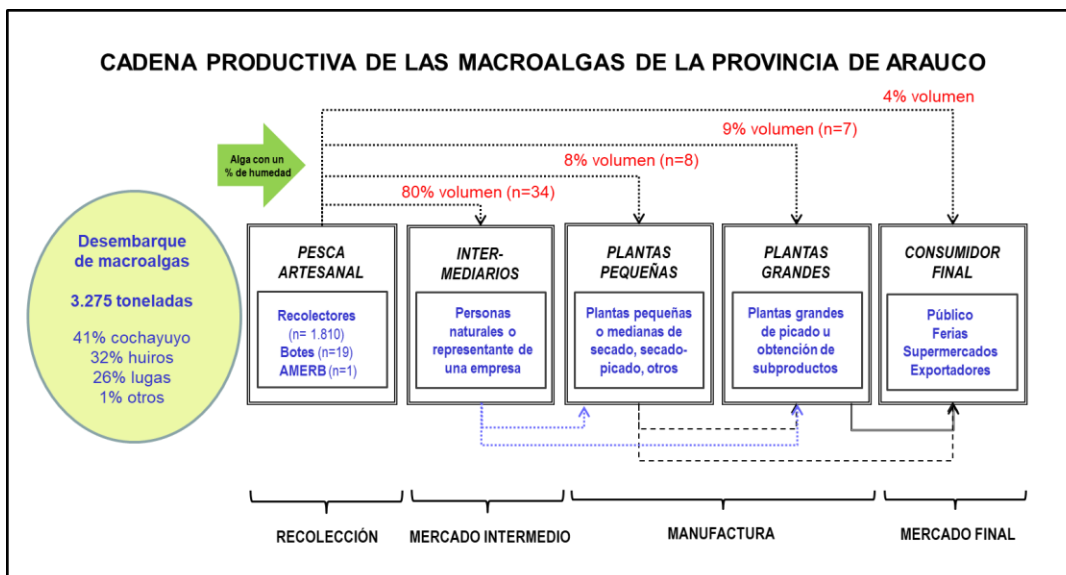 CADENA PRODUCTIVA DE LAS MACROALGAS DE LA PROVINCIA DE ARAUCO
4% volumen
9% volumen (n=7)
8% volumen (n=8)
80% volumen (n=34)
Alga con un
% de humedad
Desembarque
de macroalgas
3.275 toneladas
41% cochayuyo
32% huiros
26% lugas
1% otros
PESCA
ARTESANAL
Recolectores
(n= 1.810)
Botes (n=19)
AMERB (n=1)
INTER-
MEDIARIOS
Personas
naturales o
representante de
una empresa
PLANTAS
PEQUEÑAS
Plantas pequeñas
o medianas de
secado, secado-
picado, otros
PLANTAS
GRANDES
Plantas grandes
de picado u
obtención de
subproductos
CONSUMIDOR
FINAL
Público
Ferias
Supermercados
Exportadores
RECOLECCIÓN
MERCADO INTERMEDIO
MANUFACTURA
MERCADO FINAL